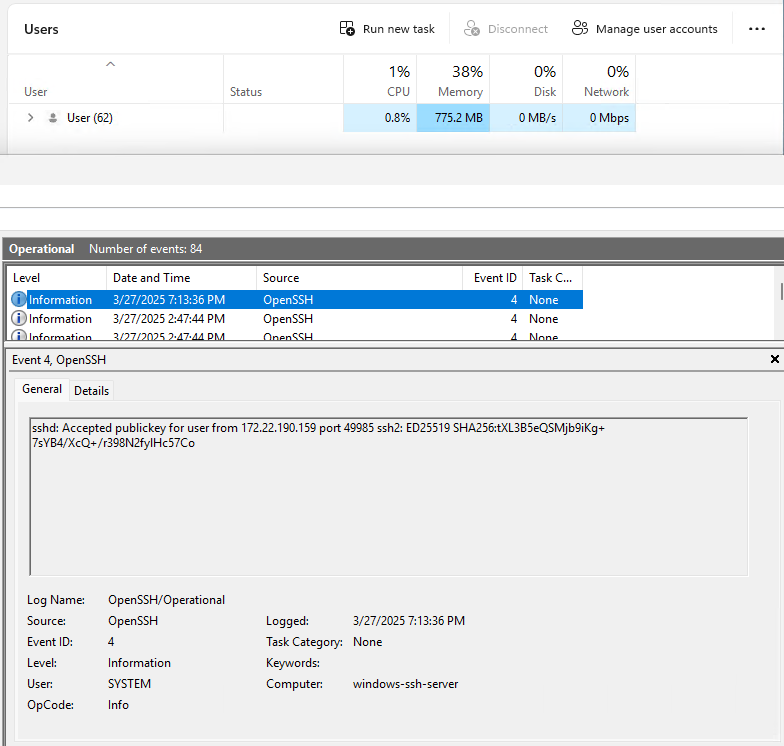 Users Run new task Disconnect Manage user accounts ...
1% 38% 0% 0%
User Status CPU Memory Disk Network
User (62) 0.8% 775.2 MB 0 MB/s 0 Mbps
Operational Number of events: 84
Level Date and Time Source Event ID Task C...
Information 3/27/2025 7:13:36 PM OpenSSH 4 None
Information 3/27/2025 2:47:44 PM OpenSSH 4 None
Information 3/27/2025 2:47:44 PM OpenSSH 4 None
Event 4, OpenSSH
General Details
sshd: Accepted publickey for user from 172.22.190.159 port 49985 ssh2: ED25519 SHA256:tXL3B5eQSMjb9iKg+
7sYB4/XcQ+/r398N2fyIHc57Co
Log Name: OpenSSH/Operational
Source: OpenSSH Logged: 3/27/2025 7:13:36 PM
Event ID: 4 Task Category: None
Level: Information Keywords:
User: SYSTEM Computer: windows-ssh-server
OpCode: Info